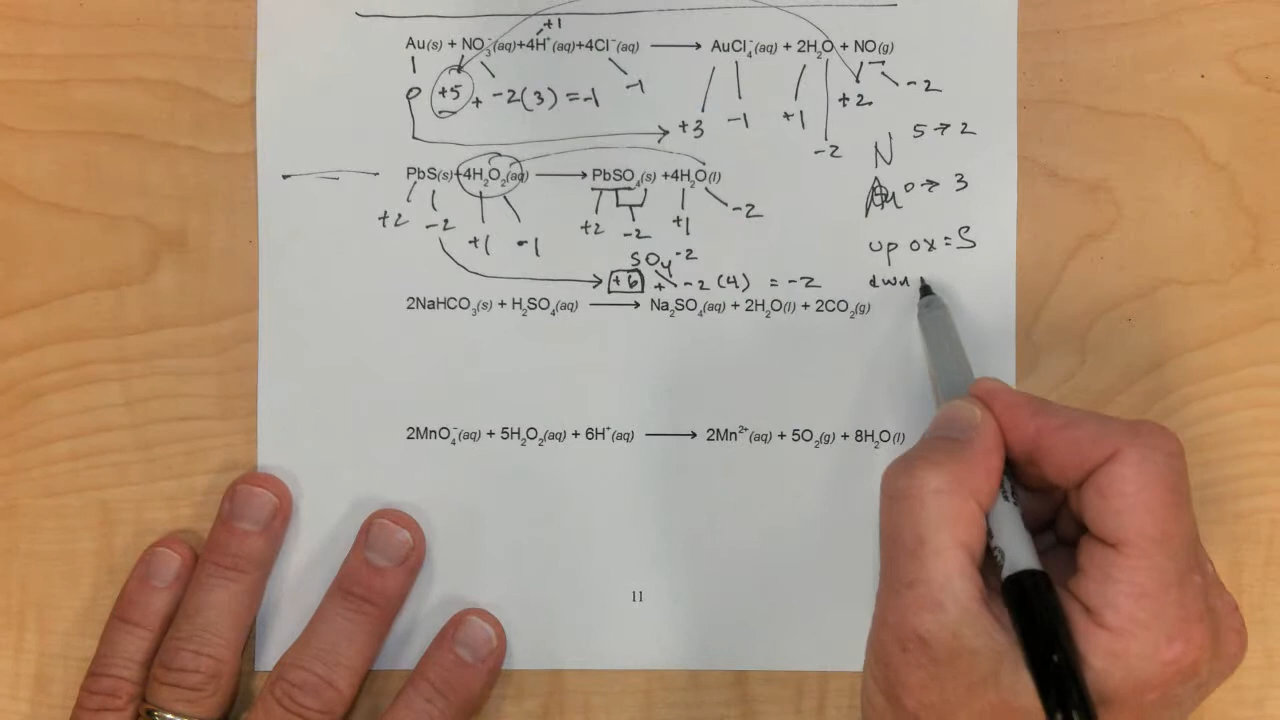 +1
Au(s) + NO₃⁻(aq)+4H⁺(aq)+4Cl⁻(aq) ⟶ AuCl₄⁻(aq) + 2H₂O + NO(g)
0 +5 + -2(3) = -1 -1 +3 -1 +1 -2 +2 -2
N 5→2
PbS(s)+4H₂O₂(aq) ⟶ PbSO₄(s) +4H₂O(l)
Au 0→3
+2 -2 +1 -1 +2 -2 +1 -2
up ox = S
SO₄⁻²
+6 + -2(4) = -2
dwn
2NaHCO₃(s) + H₂SO₄(aq) ⟶ Na₂SO₄(aq) + 2H₂O(l) + 2CO₂(g)
2MnO₄⁻(aq) + 5H₂O₂(aq) + 6H⁺(aq) ⟶ 2Mn²⁺(aq) + 5O₂(g) + 8H₂O(l)
11